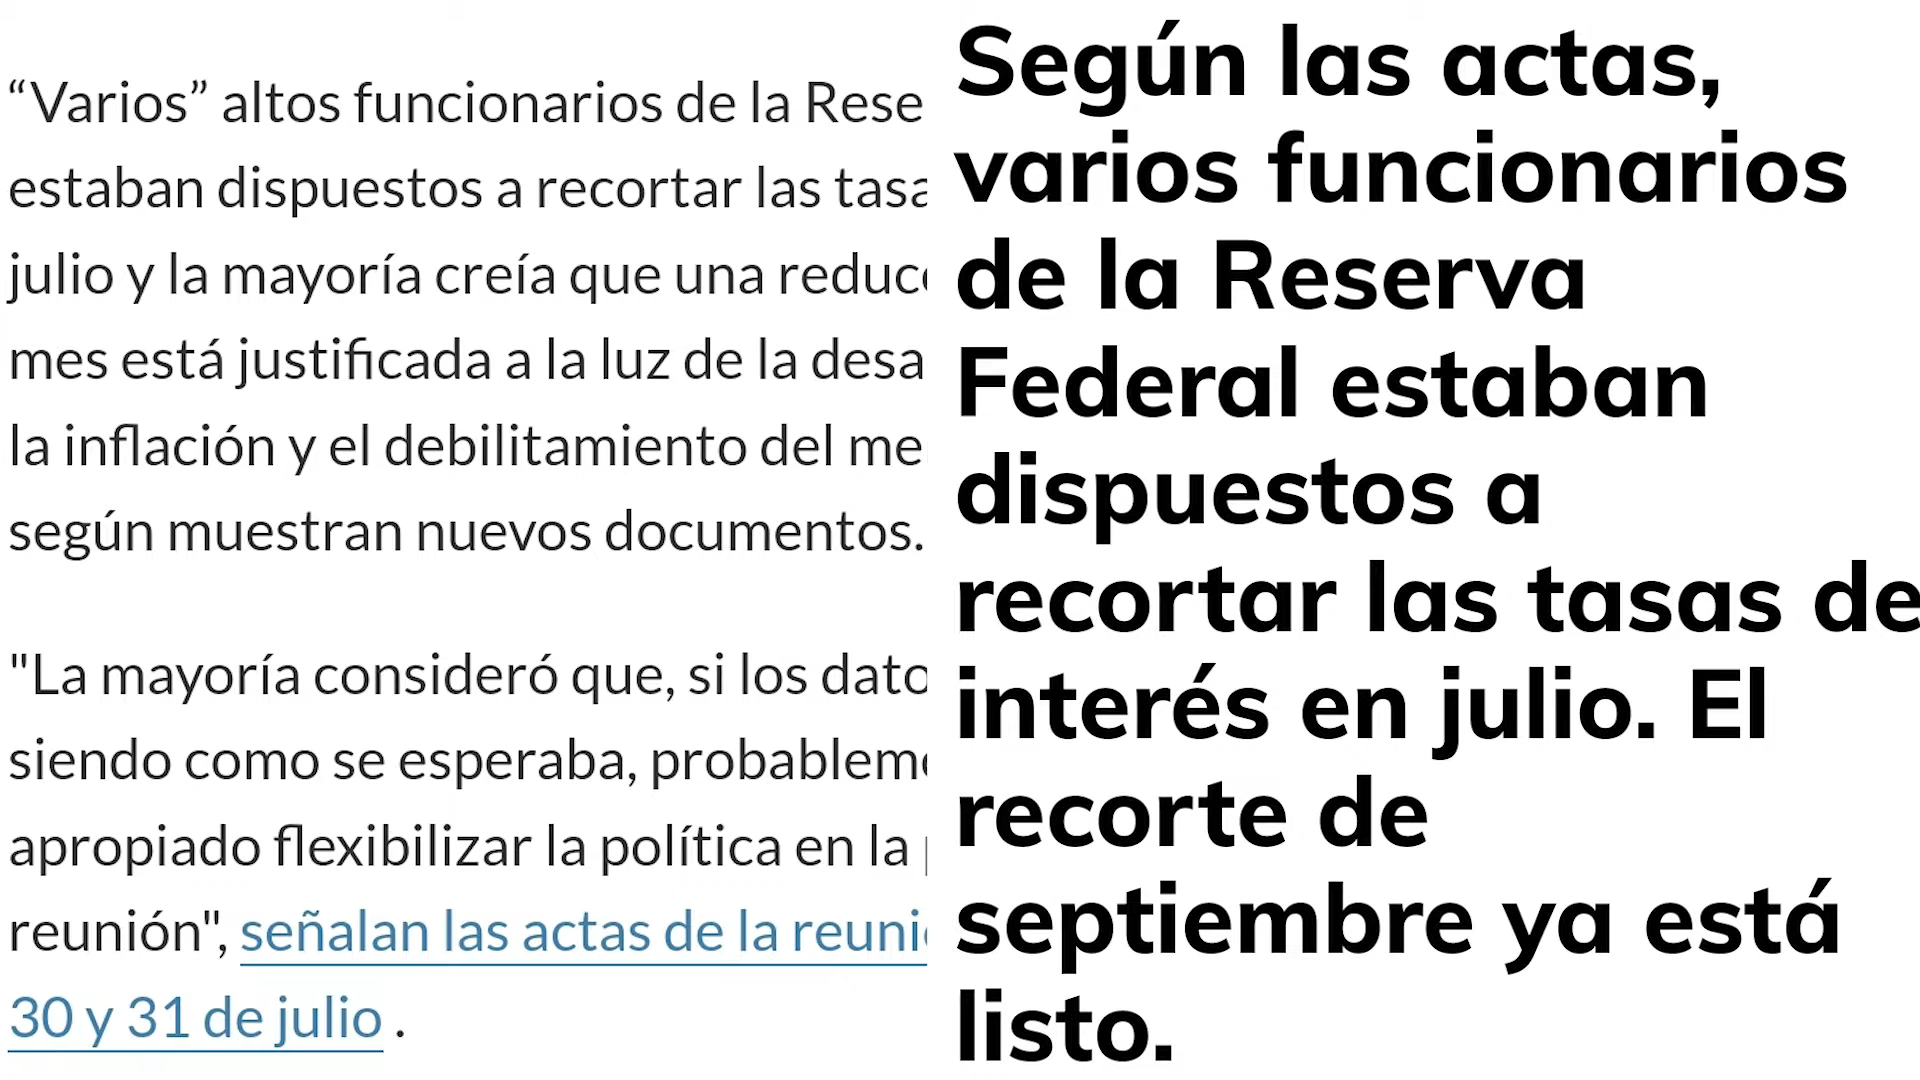 “Varios” altos funcionarios de la Rese
estaban dispuestos a recortar las tasa
julio y la mayoría creía que una reduc
mes está justificada a la luz de la desa
la inflación y el debilitamiento del me
según muestran nuevos documentos.
"La mayoría consideró que, si los dato
siendo como se esperaba, probablem
apropiado flexibilizar la política en la
reunión", señalan las actas de la reuni
30 y 31 de julio .
Según las actas,
varios funcionarios
de la Reserva
Federal estaban
dispuestos a
recortar las tasas de
interés en julio. El
recorte de
septiembre ya está
listo.